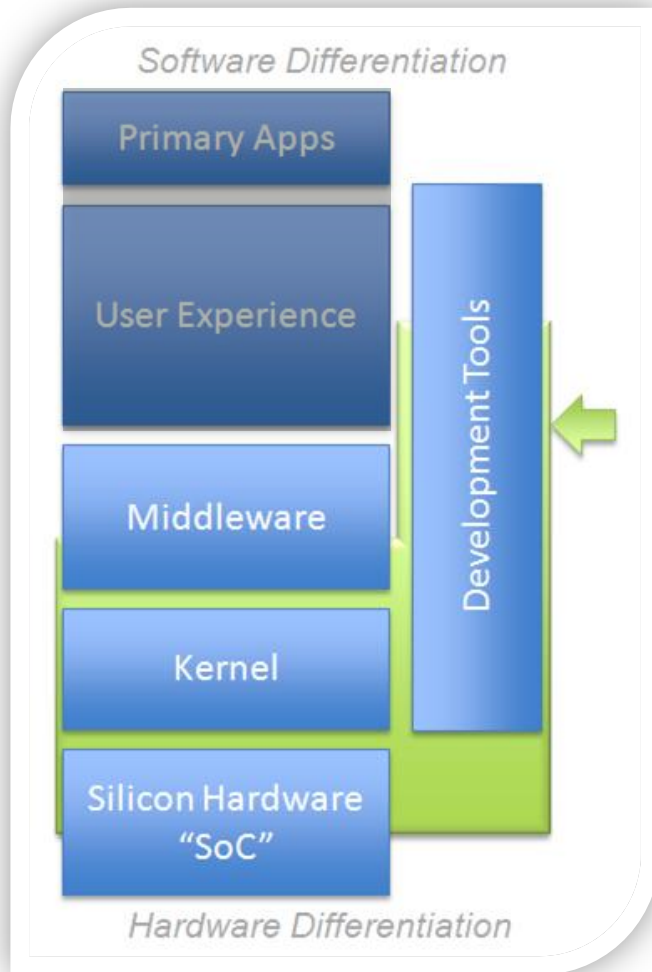 Software Differentiation
Primary Apps
User Experience
Middleware
Kernel
Silicon Hardware
“SoC”
Development Tools
Hardware Differentiation